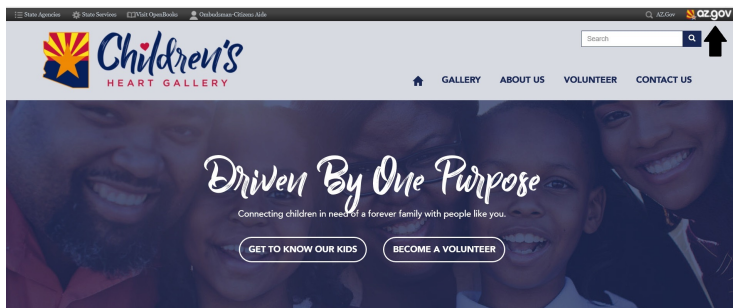 State Agencies State Services Visit OpenBooks Ombudsman-Citizens Aide AZ.Gov az.gov
Search
Children's
HEART GALLERY
GALLERY ABOUT US VOLUNTEER CONTACT US
Driven By One Purpose
Connecting children in need of a forever family with people like you.
GET TO KNOW OUR KIDS BECOME A VOLUNTEER